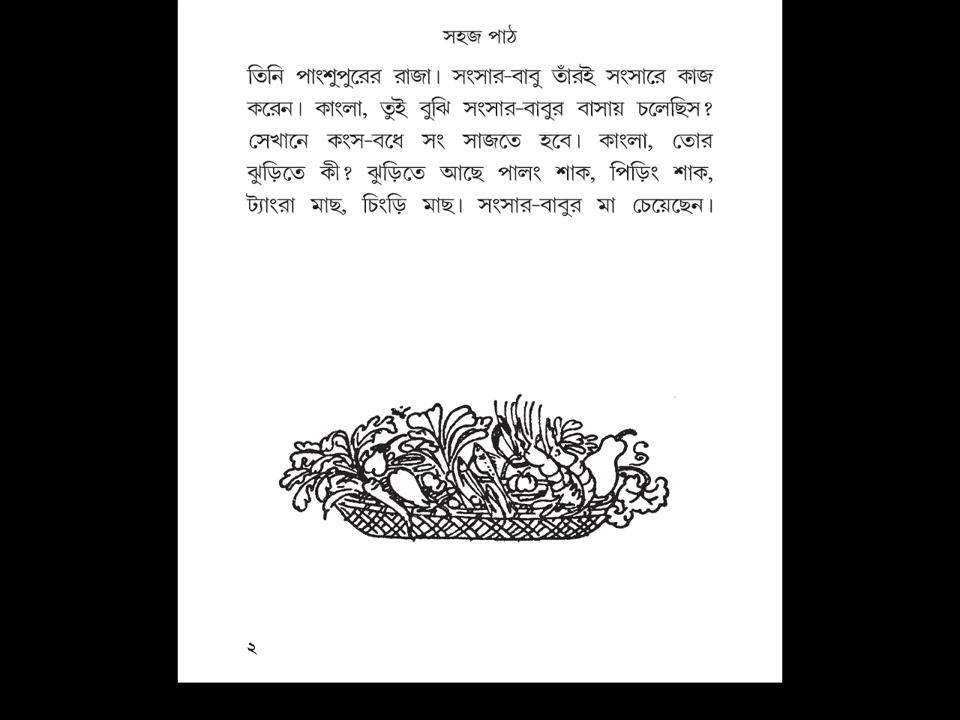 সহজ পাঠ
তিনি পাংশুপুরের রাজা। সংসার-বাবু তাঁরই সংসারে কাজ
করেন। কাংলা, তুই বুঝি সংসার-বাবুর বাসায় চলেছিস?
সেখানে কংস-বধে সং সাজতে হবে। কাংলা, তোর
ঝুড়িতে কী? ঝুড়িতে আছে পালং শাক, পিড়িং শাক,
ট্যাংরা মাছ, চিংড়ি মাছ। সংসার-বাবুর মা চেয়েছেন।
২